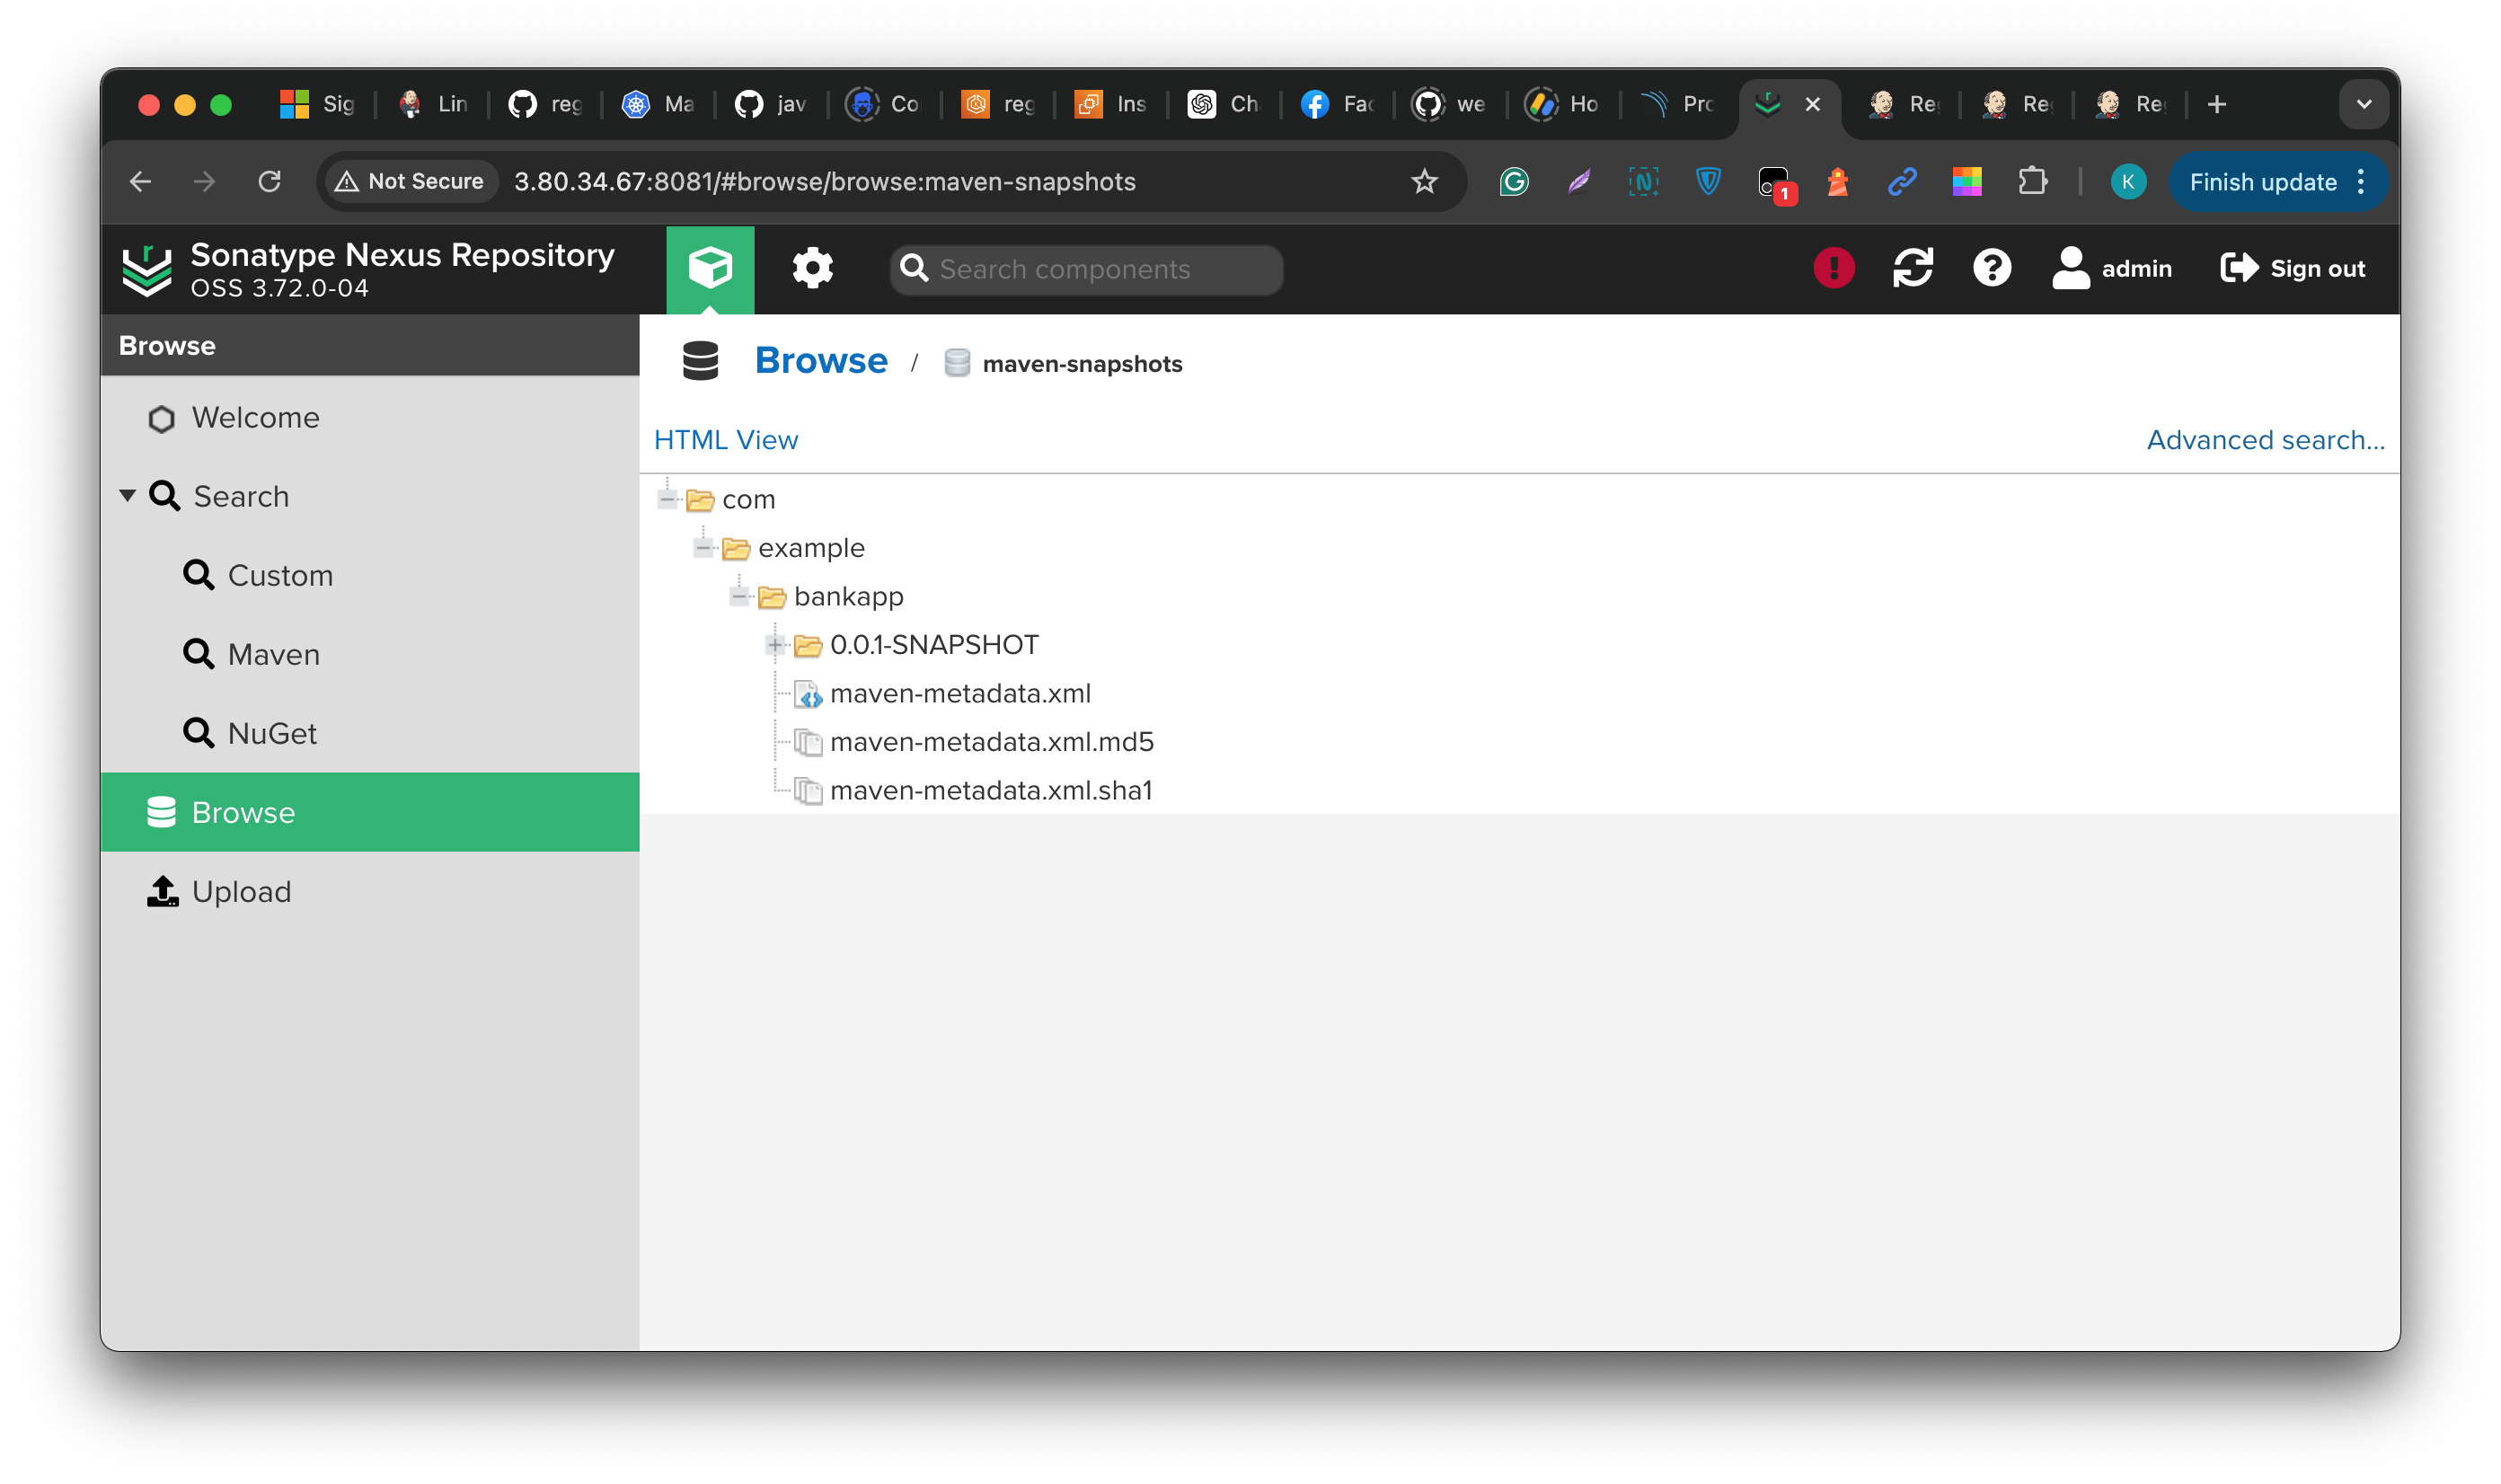 Sig Lin reg Ma jav Co reg Ins Ch Fac we Ho Pro Re Re Re
Not Secure 3.80.34.67:8081/#browse/browse:maven-snapshots 1 K Finish update
Sonatype Nexus Repository
OSS 3.72.0-04
Search components
admin
Sign out
Browse
Welcome
Search
Custom
Maven
NuGet
Browse
Upload
Browse / maven-snapshots
HTML View
Advanced search...
com
example
bankapp
0.0.1-SNAPSHOT
maven-metadata.xml
maven-metadata.xml.md5
maven-metadata.xml.sha1